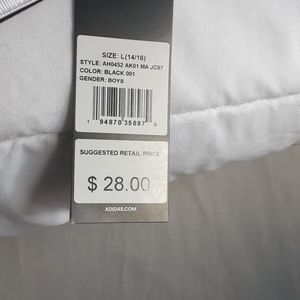 SIZE: L(14/16)
STYLE: AH0452 AK01 MA JC97
COLOR: BLACK 001
GENDER: BOYS
1 94870 35897 8
SUGGESTED RETAIL PRICE
$ 28.00
ADIDAS.COM